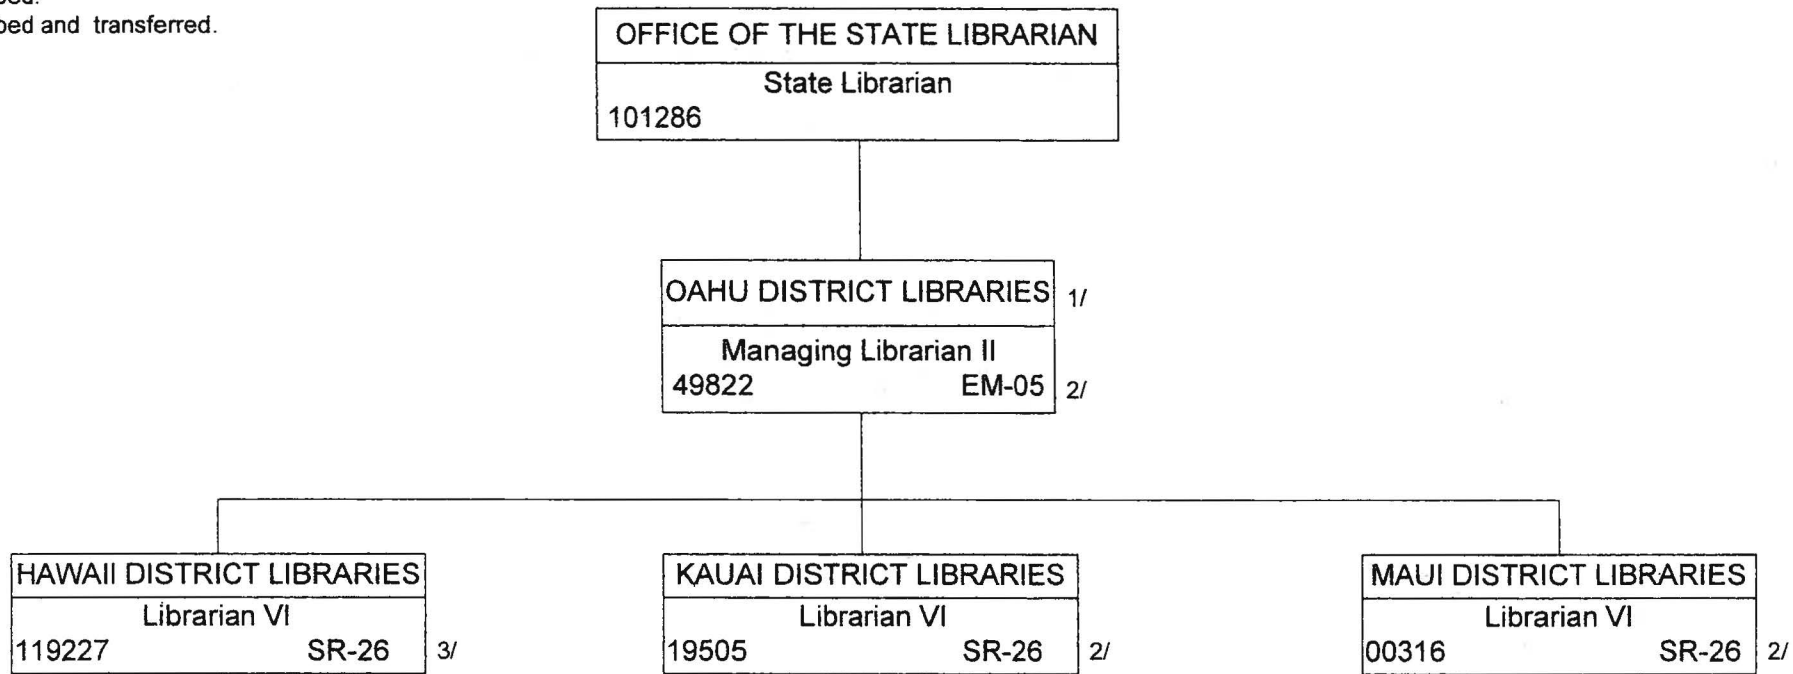 and transferred.
OFFICE OF THE STATE LIBRARIAN
State Librarian
101286
OAHU DISTRICT LIBRARIES 1/
Managing Librarian II
49822 EM-05 2/
HAWAII DISTRICT LIBRARIES
Librarian VI
119227 SR-26 3/
KAUAI DISTRICT LIBRARIES
Librarian VI
19505 SR-26 2/
MAUI DISTRICT LIBRARIES
Librarian VI
00316 SR-26 2/